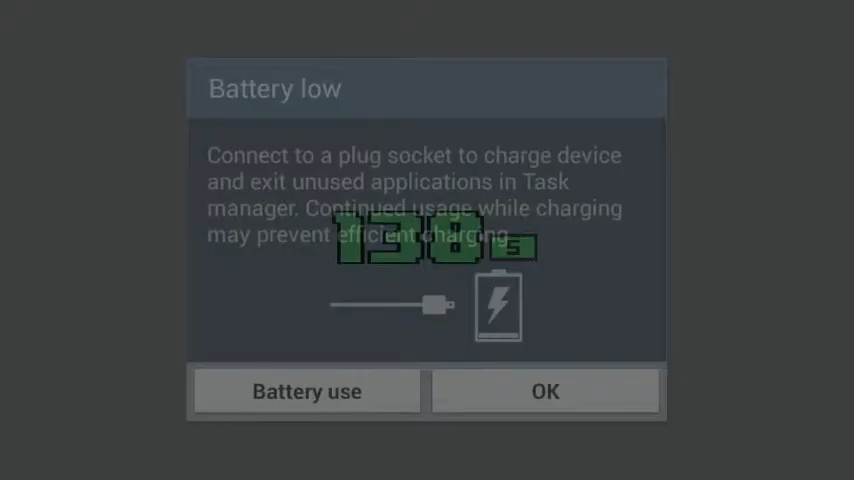 Battery low
Connect to a plug socket to charge device
and exit unused applications in Task
manager. Continued usage while charging
may prevent efficient charging.
138 s
Battery use
OK